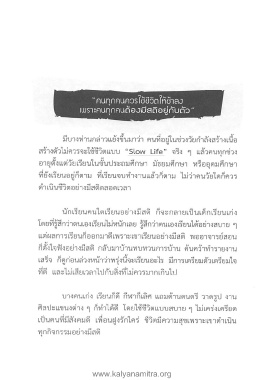 "คนทุกคนควรใช้ชีวิตให้ช้าลง
เพราะคนทุกคนต้องมีสติอยู่กับตัว"
มีบางท่านกล่าวแย้งขึ้นมาว่า คนที่อยู่ในช่วงวัยกำลังสร้างเนื้อ
สร้างตัวไม่ควรจะใช้ชีวิตแบบ "Slow Life" จริง ๆ แล้วคนทุกช่วง
อายุตั้งแต่วัยเรียนในชั้นประถมศึกษา มัธยมศึกษา หรืออุดมศึกษา
ที่ยังเรียนอยู่ก็ตาม ที่เรียนจบทำงานแล้วก็ตาม ไม่ว่าคนวัยใดก็ควร
ดำเนินชีวิตอย่างมีสติตลอดเวลา
นักเรียนคนใดเรียนอย่างมีสติ ก็จะกลายเป็นเด็กเรียนเก่ง
โดยที่รู้สึกว่าตนเองเรียนไม่หนักเลย รู้สึกว่าตนเองเรียนได้อย่างสบาย ๆ
แต่ผลการเรียนก็ออกมาดีเพราะเราเรียนอย่างมีสติ พออาจารย์สอน
ก็ตั้งใจฟังอย่างมีสติ กลับมาบ้านทบทวนการบ้าน ค้นคว้าทำรายงาน
เสร็จ ก็ดูก่อนล่วงหน้าว่าพรุ่งนี้จะเรียนอะไร มีการเตรียมตัวเตรียมใจ
ที่ดี และไม่เสียเวลาไปกับสิ่งที่ไม่ควรมากเกินไป
บางคนเก่ง เรียนก็ดี กีฬาก็เลิศ แถมด้านดนตรี วาดรูป งาน
ศิลปะแขนงต่าง ๆ ก็ทำได้ดี โดยใช้ชีวิตแบบสบาย ๆ ไม่เคร่งเครียด
เป็นคนที่มีสังคมดี เพื่อนฝูงรักใคร่ ชีวิตมีความสุขเพราะเขาดำเนิน
ทุกกิจกรรมอย่างมีสติ
www.kalyanamitra.org